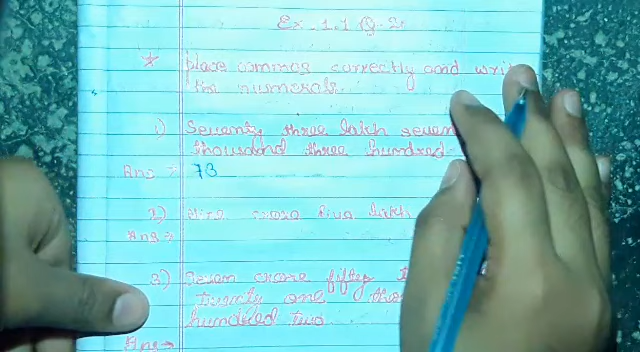 Ex. 1.1 Q.2
* place commas correctly and
the numerals.
1) Seventy three lakh seven
thousand three hundred
Ans → 73
2) Nine crore five lakh
Ans →
3) Seven crore fifty
twenty one
hundred two
Ans →